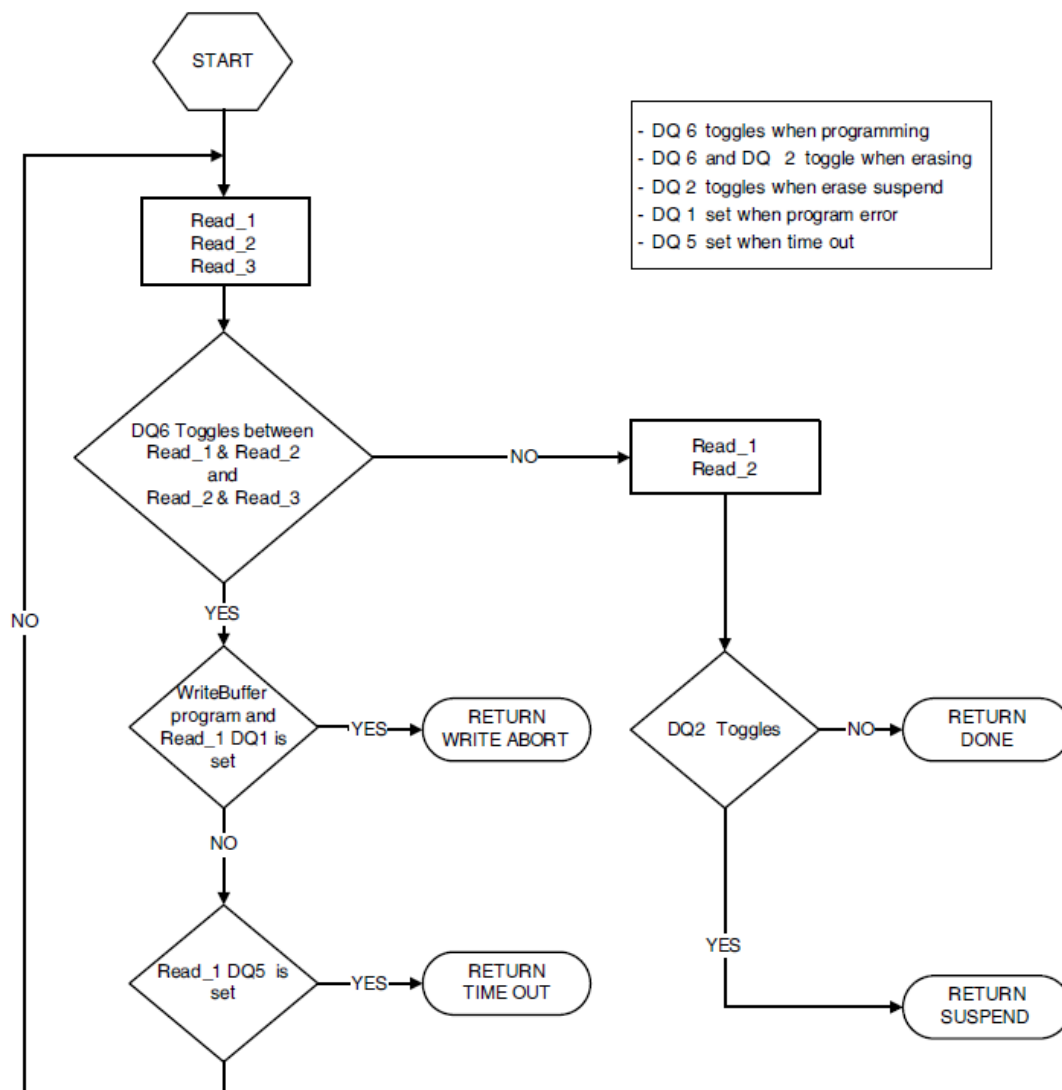 START
- DQ 6 toggles when programming
- DQ 6 and DQ 2 toggle when erasing
- DQ 2 toggles when erase suspend
- DQ 1 set when program error
- DQ 5 set when time out
Read_1
Read_2
Read_3
DQ6 Toggles between
Read_1 & Read_2
and
Read_2 & Read_3
NO
Read_1
Read_2
YES
NO
WriteBuffer
program and
Read_1 DQ1 is
set
YES
RETURN
WRITE ABORT
DQ2 Toggles
NO
RETURN
DONE
NO
YES
Read_1 DQ5 is
set
YES
RETURN
TIME OUT
RETURN
SUSPEND